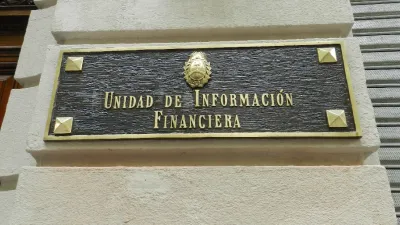 Unidad de Información
Financiera